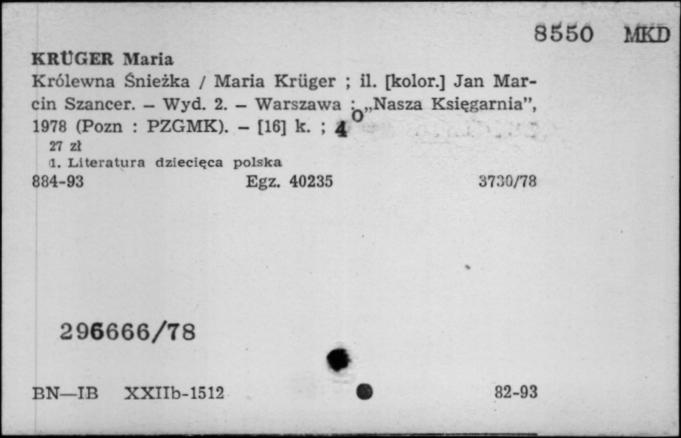 8550 MKD
KRÜGER Maria
Królewna Śnieżka / Maria Krüger ; il. [kolor.] Jan Mar-
cin Szancer. – Wyd. 2. – Warszawa : „Nasza Księgarnia”,
1978 (Pozn : PZGMK). – [16] k. ; 4°
27 zł
1. Literatura dziecięca polska
884-93 Egz. 40235 3730/78
296666/78
BN—IB XXIIb-1512 82-93